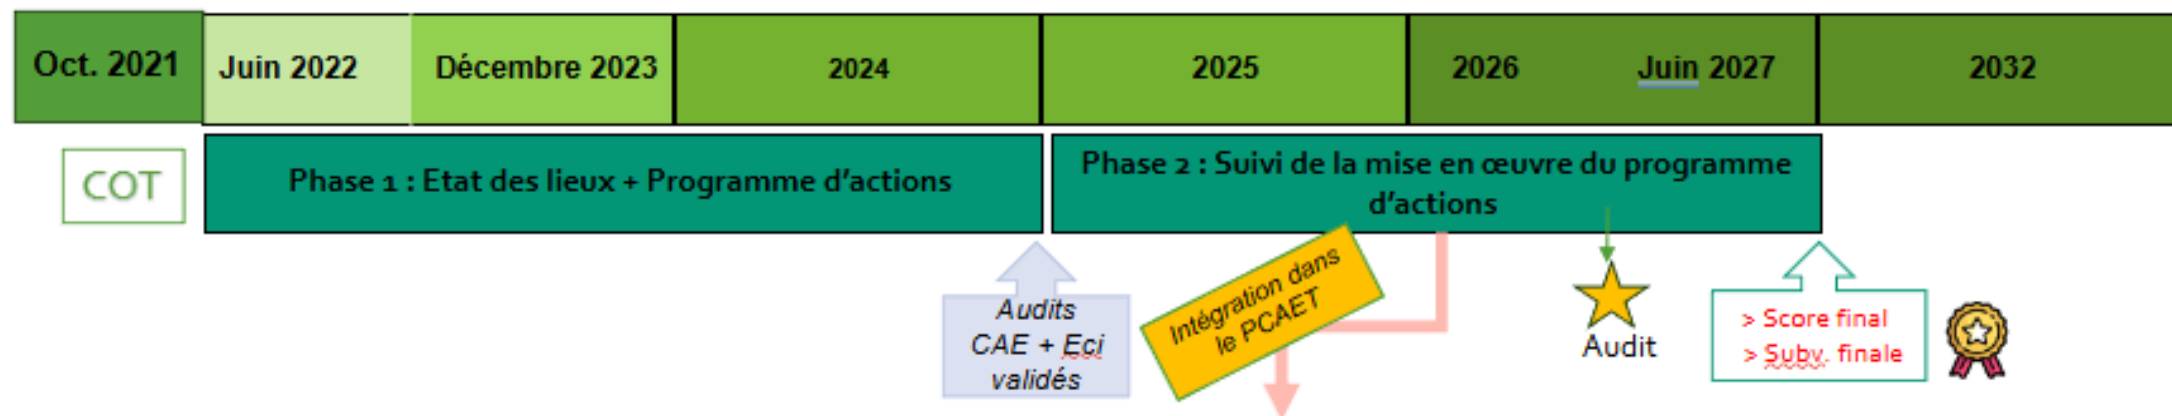 Oct. 2021
Juin 2022
Décembre 2023
2024
2025
2026
Juin 2027
2032
COT
Phase 1 : Etat des lieux + Programme d'actions
Phase 2 : Suivi de la mise en œuvre du programme
d'actions
Audits
CAE + Eci
validés
Intégration dans
le PCAET
Audit
> Score final
> Subv. finale